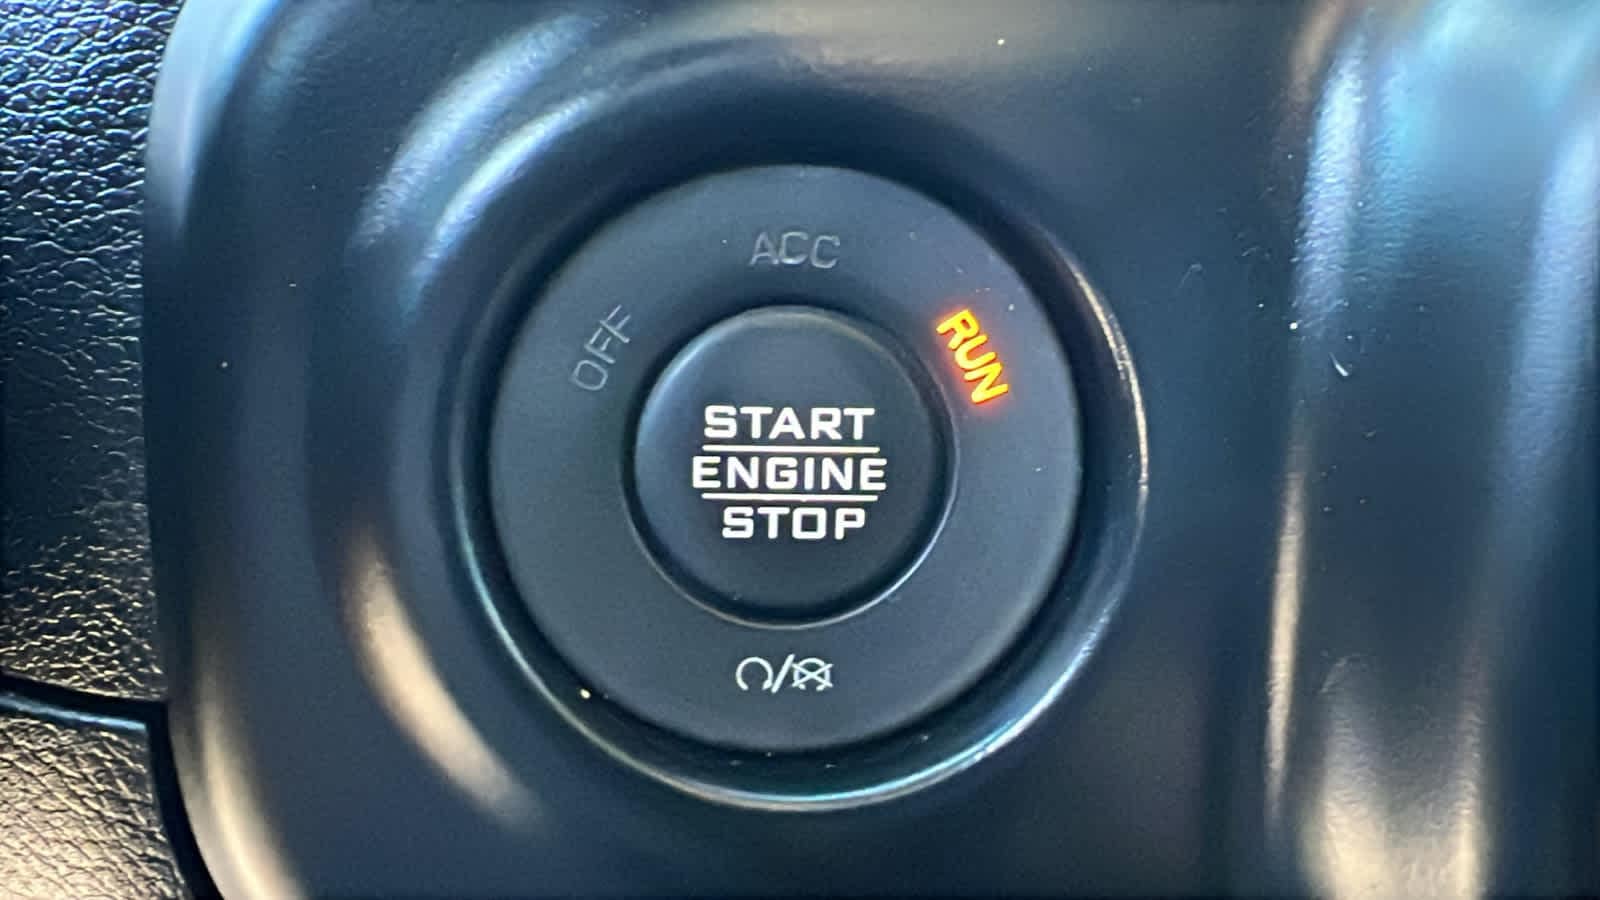 ACC
OFF
RUN
START
ENGINE
STOP